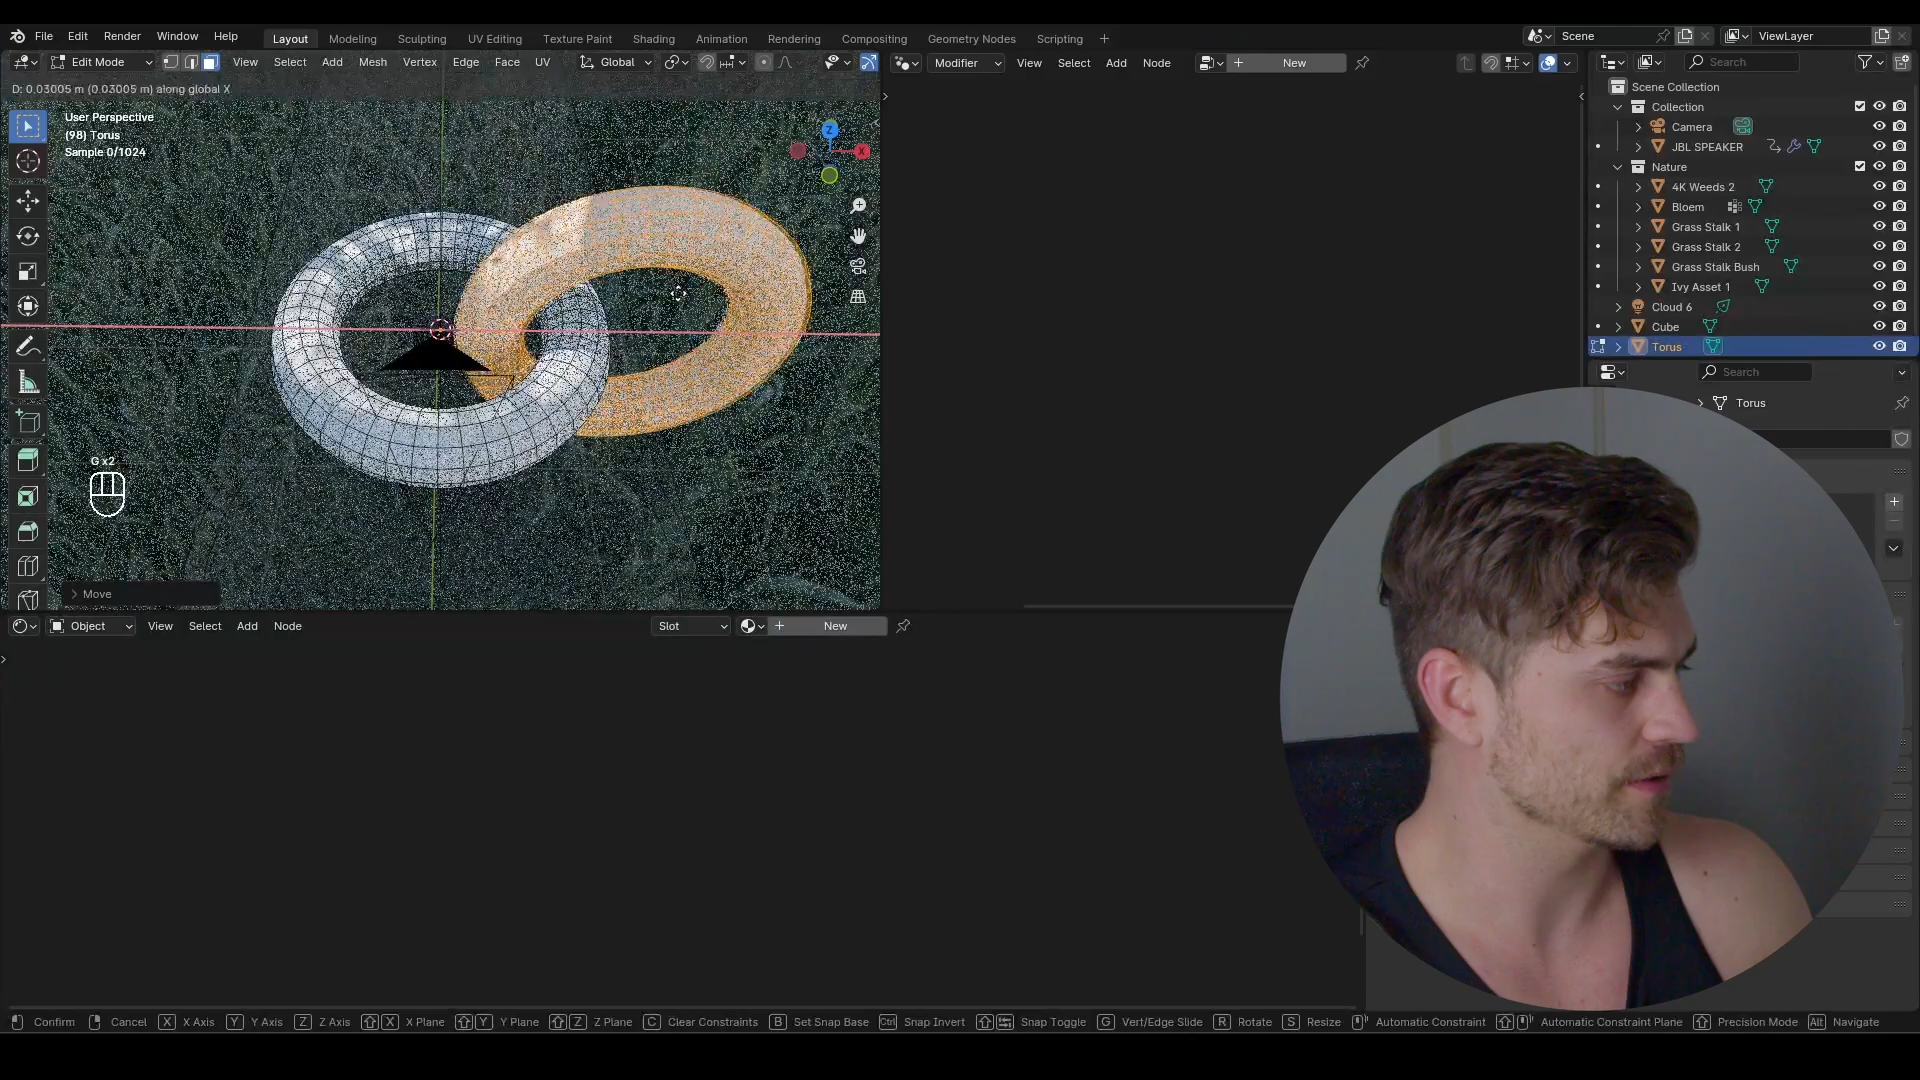 File Edit Render Window Help Layout Modeling Sculpting UV Editing Texture Paint Shading Animation Rendering Compositing Geometry Nodes Scripting + Scene ViewLayer
Edit Mode View Select Add Mesh Vertex Edge Face UV Global Modifier View Select Add Node + New Search
D: 0.03005 m (0.03005 m) along global X
User Perspective
(98) Torus
Sample 0/1024
Z
X
Scene Collection
Collection
Camera
JBL SPEAKER
Nature
4K Weeds 2
Bloem
Grass Stalk 1
Grass Stalk 2
Grass Stalk Bush
Ivy Asset 1
Cloud 6
Cube
Torus
Search
Torus
G x2
Move
Object View Select Add Node Slot + New
Confirm Cancel X X Axis Y Y Axis Z Z Axis X X Plane Y Y Plane Z Z Plane C Clear Constraints B Set Snap Base Ctrl Snap Invert Snap Toggle G Vert/Edge Slide R Rotate S Resize Automatic Constraint Automatic Constraint Plane Precision Mode Alt Navigate